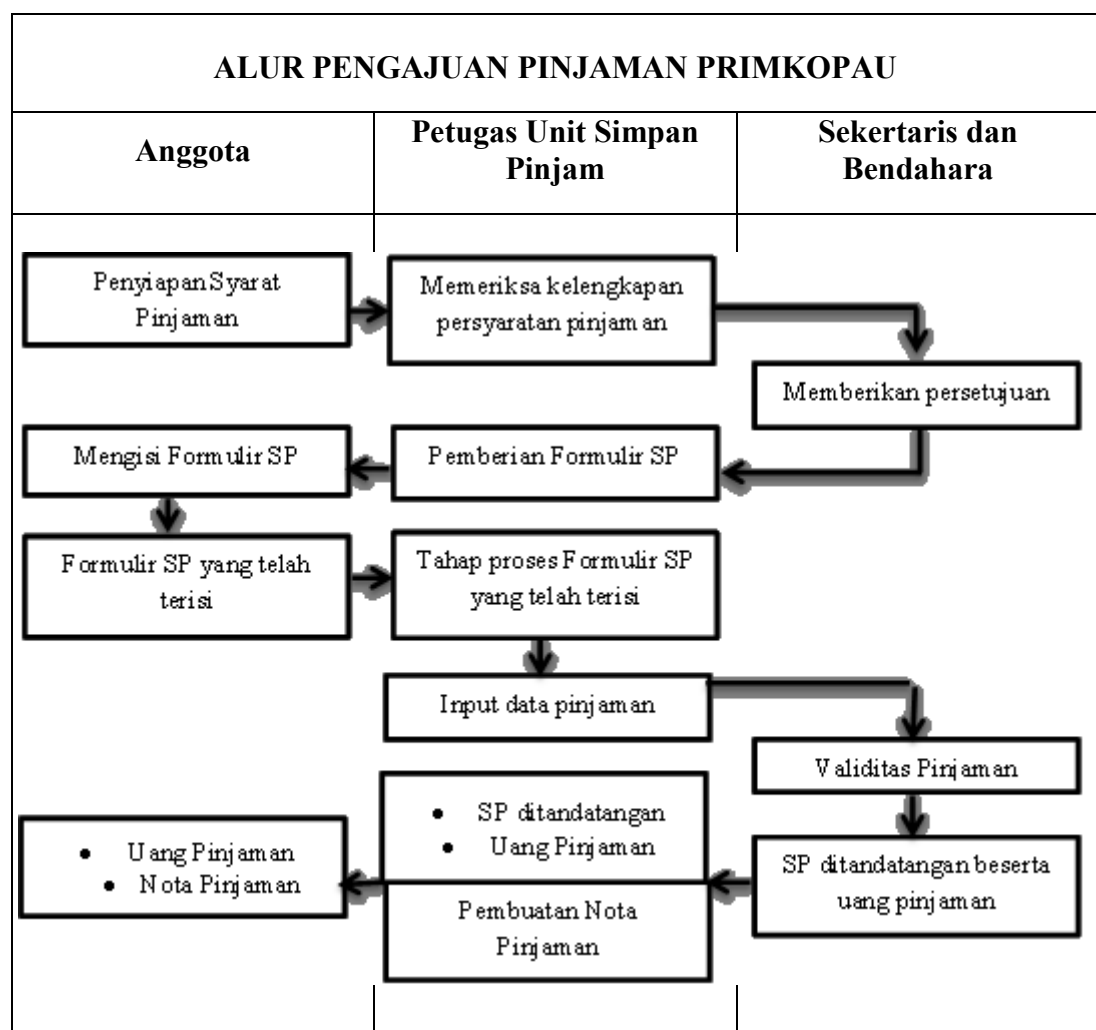 ALUR PENGAJUAN PINJAMAN PRIMKOPAU
Anggota
Petugas Unit Simpan
Pinjam
Sekertaris dan
Bendahara
Penyiapan Syarat
Pinjaman
Memeriksa kelengkapan
persyaratan pinjaman
Memberikan persetujuan
Mengisi Formulir SP
Pemberian Formulir SP
Formulir SP yang telah
terisi
Tahap proses Formulir SP
yang telah terisi
Input data pinjaman
Validitas Pinjaman
• Uang Pinjaman
• Nota Pinjaman
• SP ditandatangan
• Uang Pinjaman
Pembuatan Nota
Pinjaman
SP ditandatangan beserta
uang pinjaman